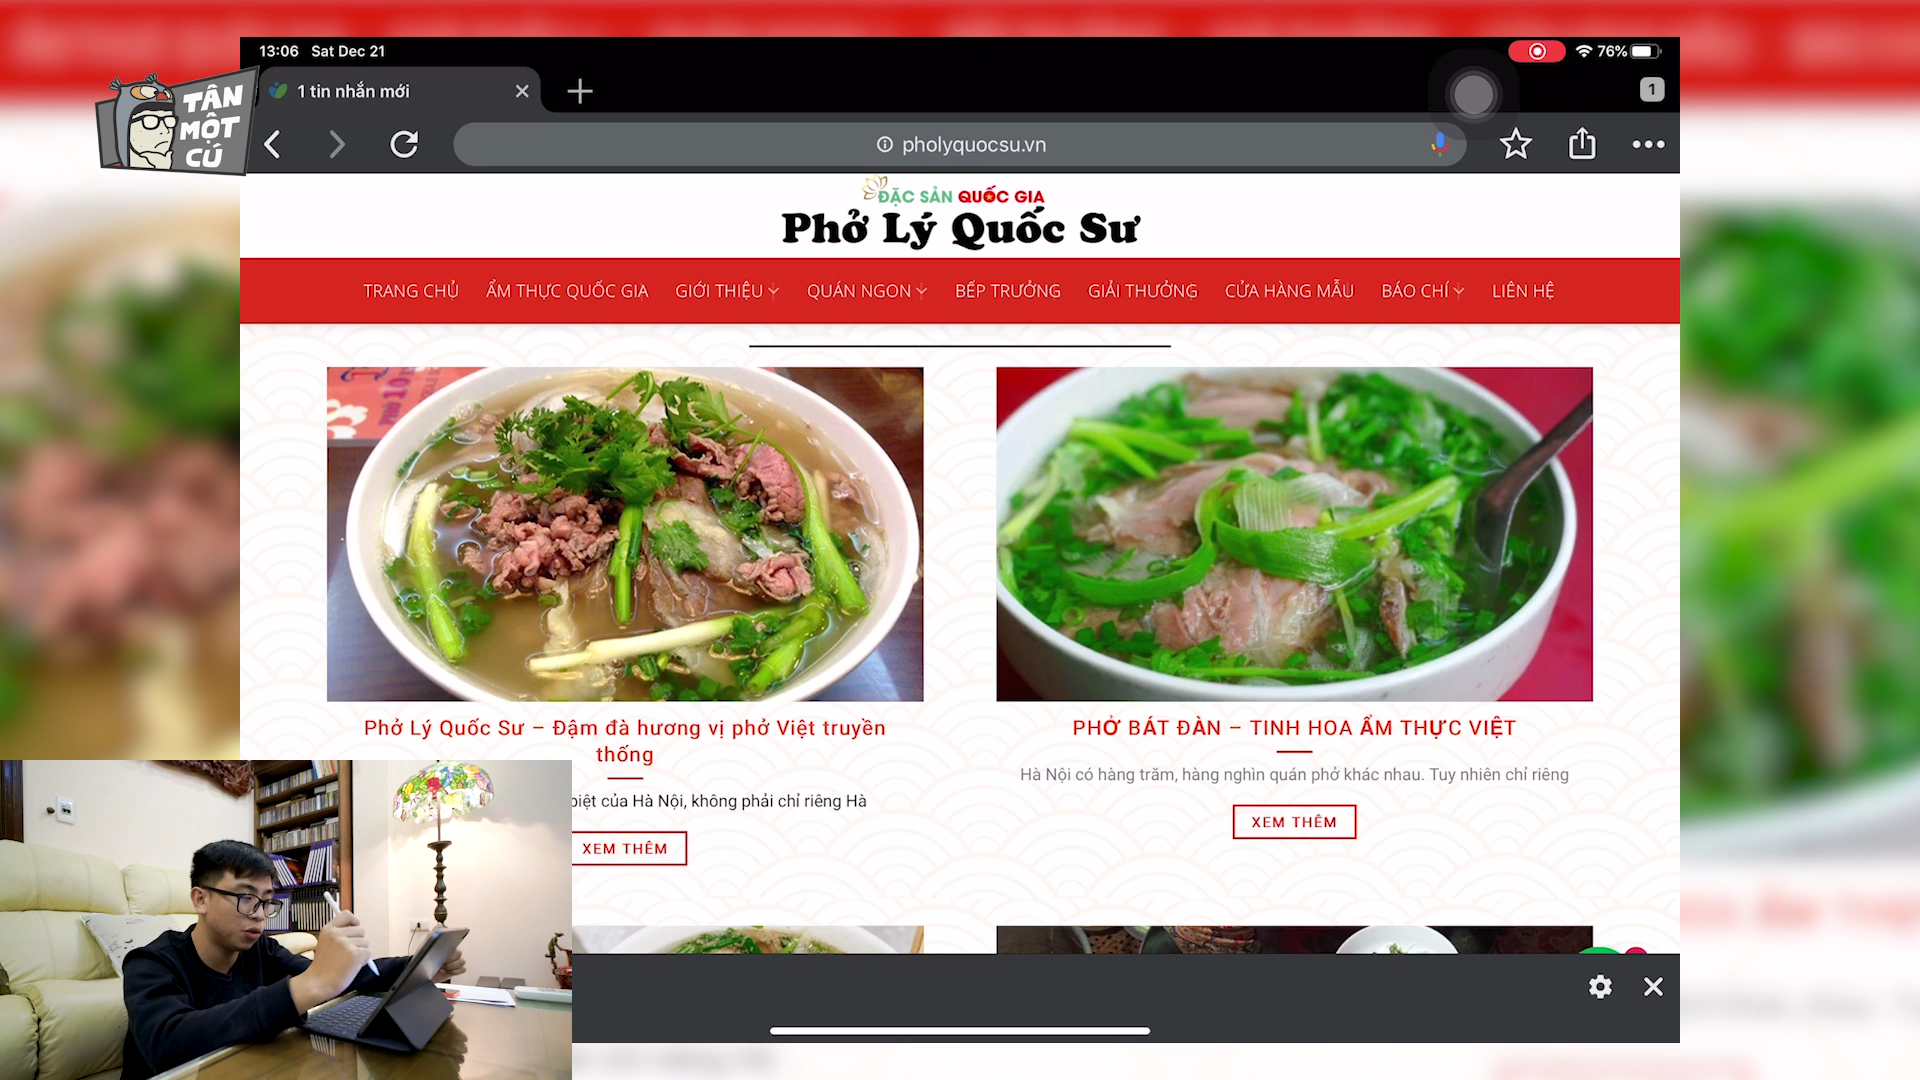 13:06 Sat Dec 21
76%
TÂN
MỘT
CÚ
1 tin nhắn mới
1
pholyquocsu.vn
ĐẶC SẢN QUỐC GIA
Phở Lý Quốc Sư
TRANG CHỦ ẨM THỰC QUỐC GIA GIỚI THIỆU QUÁN NGON BẾP TRƯỞNG GIẢI THƯỞNG CỬA HÀNG MẪU BÁO CHÍ LIÊN HỆ
Phở Lý Quốc Sư – Đậm đà hương vị phở Việt truyền
thống
biệt của Hà Nội, không phải chỉ riêng Hà
XEM THÊM
PHỞ BÁT ĐÀN – TINH HOA ẨM THỰC VIỆT
Hà Nội có hàng trăm, hàng nghìn quán phở khác nhau. Tuy nhiên chỉ riêng
XEM THÊM